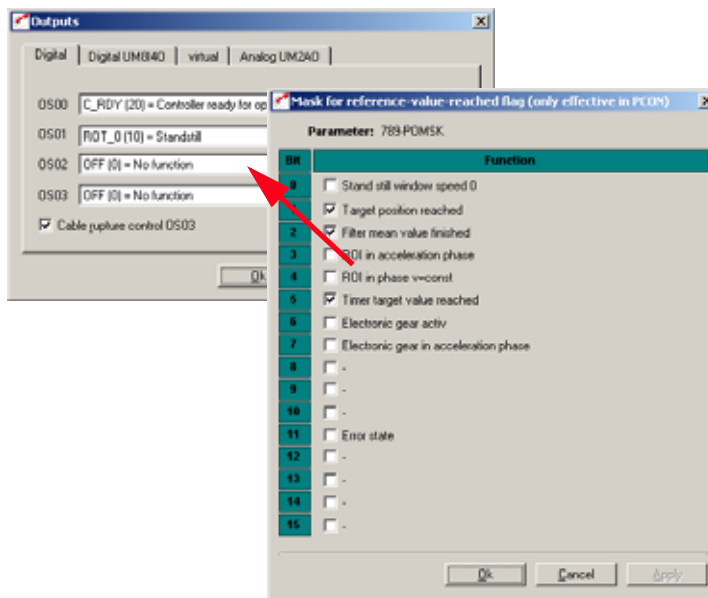 Outputs
Digital
Digital UM8I4O
virtual
Analog UM2AO
OS00 C_RDY (20) = Controller ready for op
OS01 ROT_0 (10) = Standstill
OS02 OFF (0) = No function
OS03 OFF (0) = No function
Cable rupture control OS03
Ok
Mask for reference-value-reached flag (only effective in PCON)
Parameter: 789-POMSK
Bit Function
0 Stand still window speed 0
Target position reached
2 Filter mean value finished
3 ROI in acceleration phase
4 ROI in phase v=const
5 Timer target value reached
6 Electronic gear activ
7 Electronic gear in acceleration phase
8 -
9 -
10 -
11 Error state
12 -
13 -
14 -
15 -
Ok
Cancel
Apply